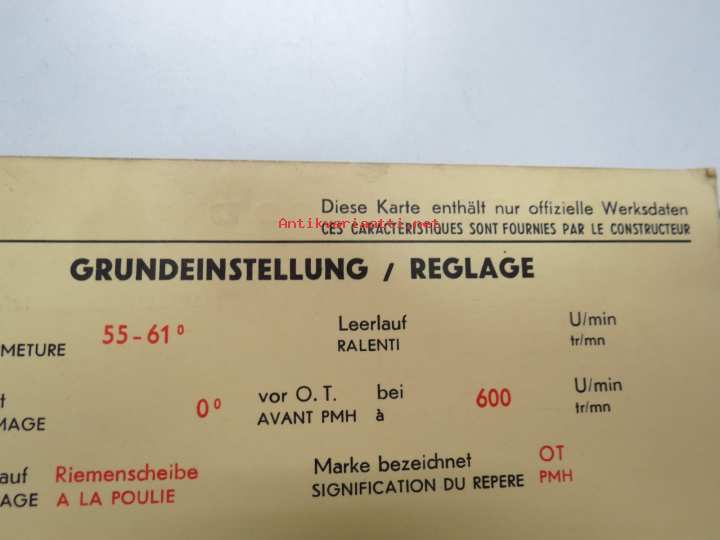 Diese Karte enthält nur offizielle Werksdaten
Antikvariaatti.net
CES CARACTÉRISTIQUES SONT FOURNIES PAR LE CONSTRUCTEUR
GRUNDEINSTELLUNG / REGLAGE
METURE 55-61° Leerlauf U/min
RALENTI tr/mn
t 0° vor O.T. bei 600 U/min
MAGE AVANT PMH à tr/mn
auf Riemenscheibe Marke bezeichnet OT
AGE A LA POULIE SIGNIFICATION DU REPERE PMH